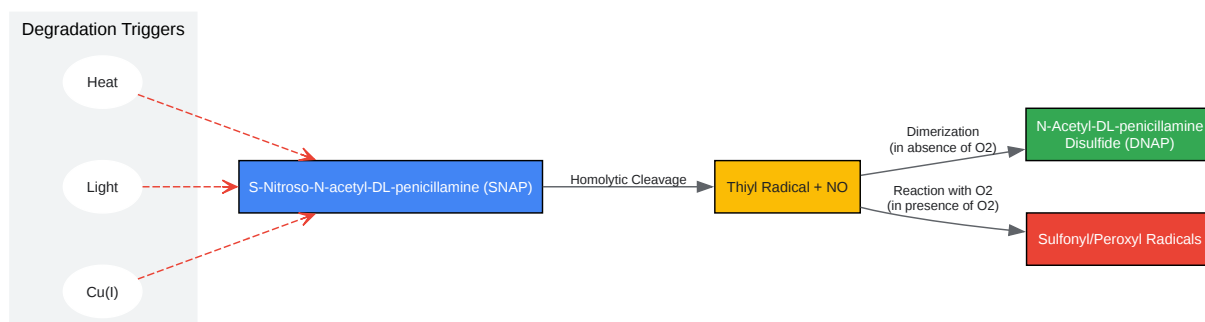 Degradation Triggers
Heat
Light
Cu(I)
S-Nitroso-N-acetyl-DL-penicillamine (SNAP)
Homolytic Cleavage
Thiyl Radical + NO
Dimerization
(in absence of O2)
Reaction with O2
(in presence of O2)
N-Acetyl-DL-penicillamine
Disulfide (DNAP)
Sulfonyl/Peroxyl Radicals